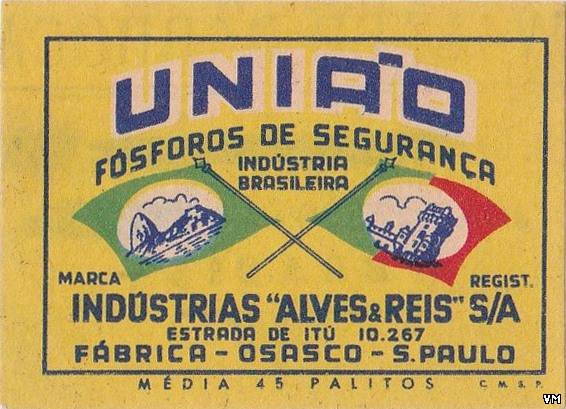 UNIÃO
FÓSFOROS DE SEGURANÇA
INDÚSTRIA
BRASILEIRA
MARCA REGIST.
INDÚSTRIAS "ALVES & REIS" S/A
ESTRADA DE ITÚ 10.267
FÁBRICA - OSASCO - S. PAULO
MÉDIA 45 PALITOS C. M. S. P.
VM